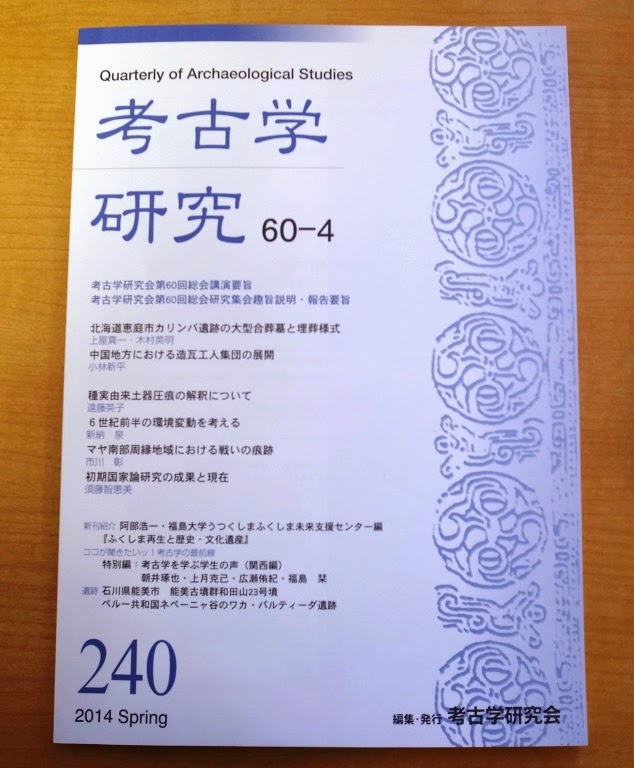 Quarterly of Archaeological Studies
考古学
研究 60-4
考古学研究会第60回総会講演要旨
考古学研究会第60回総会研究集会趣旨説明・報告要旨
北海道恵庭市カリンバ遺跡の大型合葬墓と埋葬様式
上屋真一・木村英明
中国地方における造瓦工人集団の展開
小林新平
種実由来土器圧痕の解釈について
遠藤英子
６世紀前半の環境変動を考える
新納　泉
マヤ南部周縁地域における戦いの痕跡
市川　彰
初期国家論研究の成果と現在
須藤智恵美
新刊紹介 阿部浩一・福島大学うつくしまふくしま未来支援センター編
『ふくしま再生と歴史・文化遺産』
ココが聞きたいッ！考古学の最前線
特別編：考古学を学ぶ学生の声（関西編）
朝井琢也・上月克己・広瀬侑紀・福島　栞
遺跡 石川県能美市　能美古墳群和田山23号墳
ペルー共和国ネペーニャ谷のワカ・パルティーダ遺跡
240
2014 Spring
編集・発行 考古学研究会